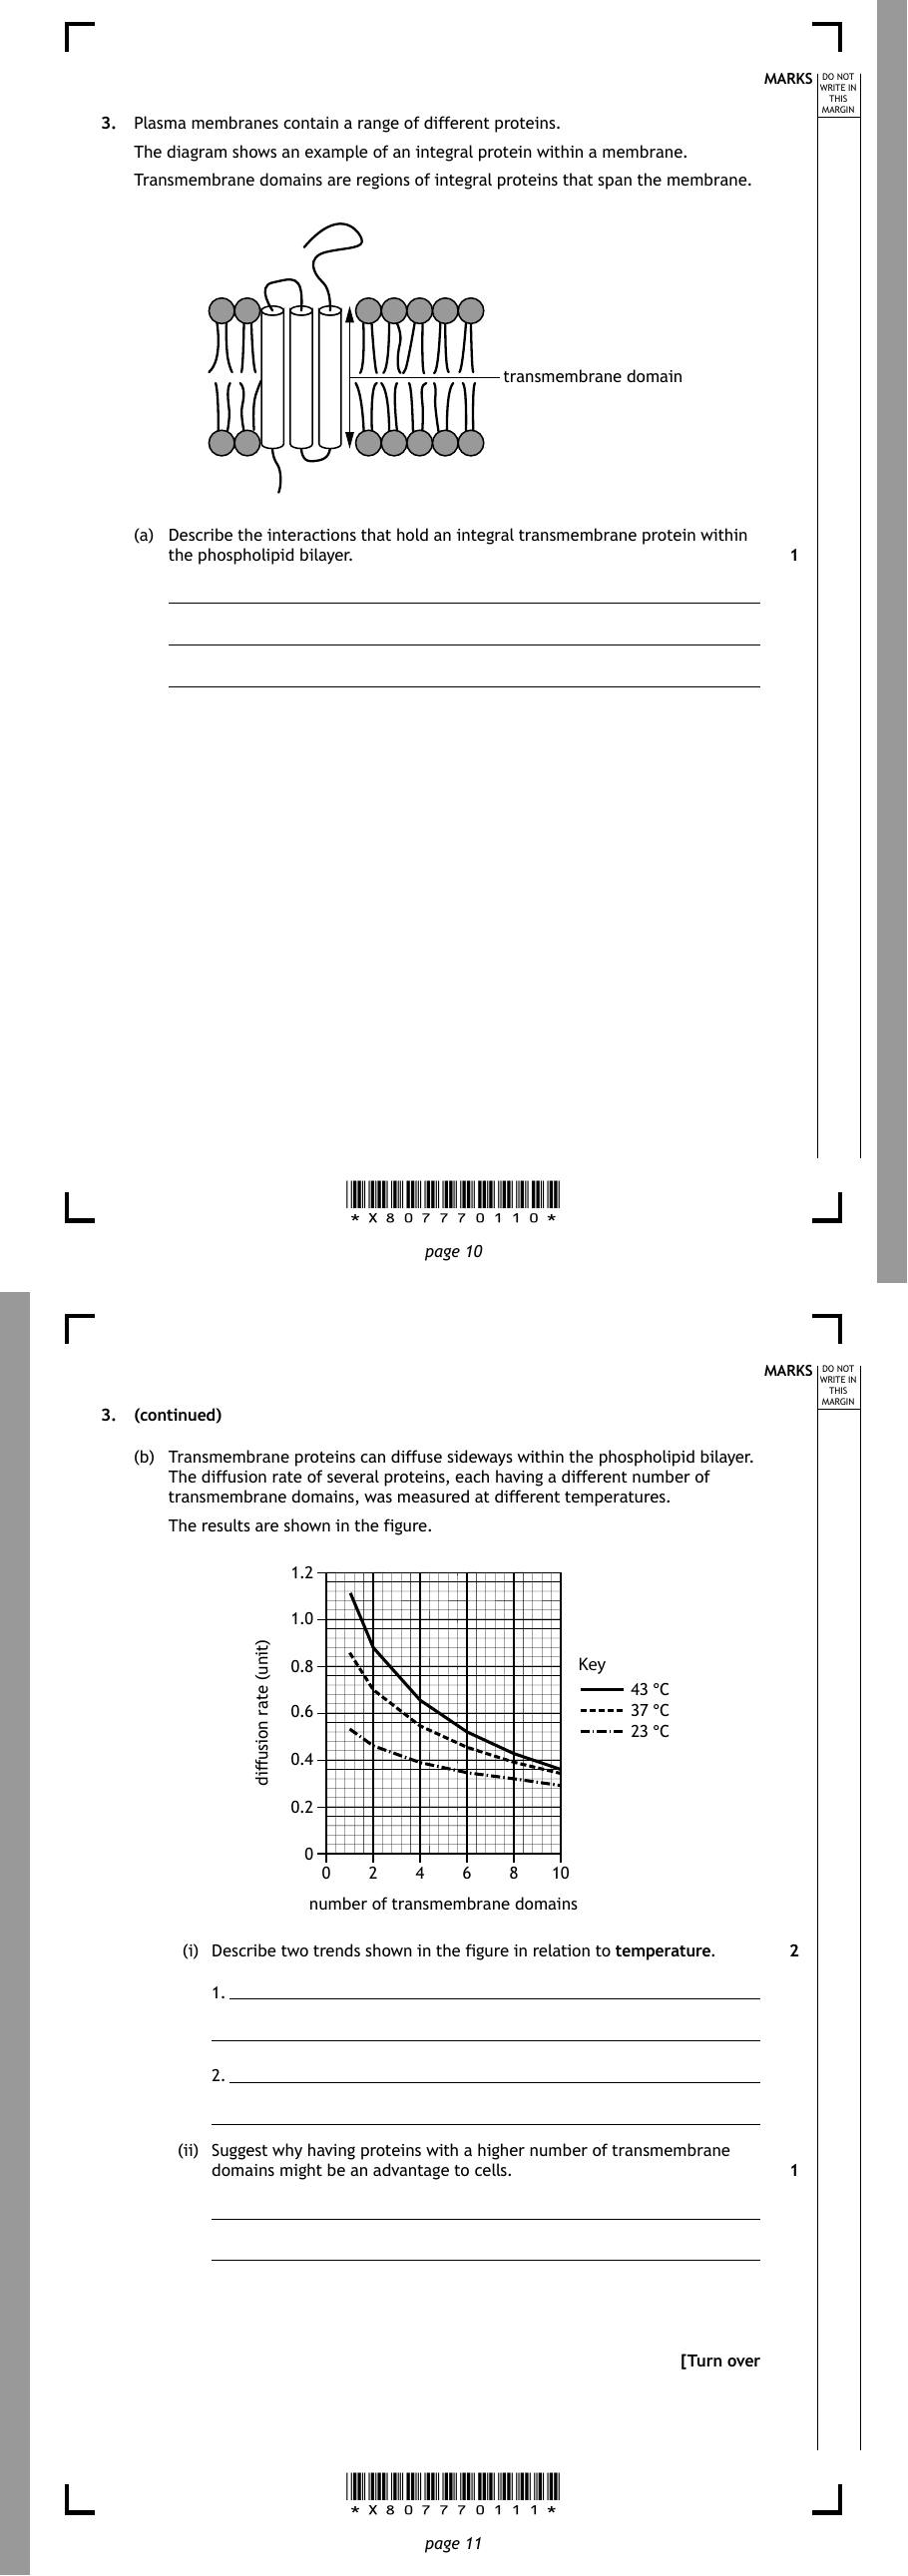 MARKS
DO NOT
WRITE IN
THIS
MARGIN
3. Plasma membranes contain a range of different proteins.
The diagram shows an example of an integral protein within a membrane.
Transmembrane domains are regions of integral proteins that span the membrane.
transmembrane domain
(a) Describe the interactions that hold an integral transmembrane protein within
the phospholipid bilayer. 1
* X 8 0 7 7 7 0 1 1 0 *
page 10
MARKS
DO NOT
WRITE IN
THIS
MARGIN
3. (continued)
(b) Transmembrane proteins can diffuse sideways within the phospholipid bilayer.
The diffusion rate of several proteins, each having a different number of
transmembrane domains, was measured at different temperatures.
The results are shown in the figure.
1.2
1.0
0.8
0.6
0.4
0.2
0
diffusion rate (unit)
0 2 4 6 8 10
number of transmembrane domains
Key
43 °C
37 °C
23 °C
(i) Describe two trends shown in the figure in relation to temperature. 2
1.
2.
(ii) Suggest why having proteins with a higher number of transmembrane
domains might be an advantage to cells. 1
[Turn over
* X 8 0 7 7 7 0 1 1 1 *
page 11